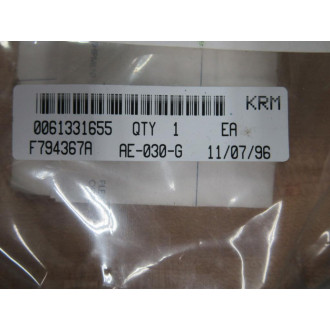 KRM
0061331655 QTY 1 EA
F794367A AE-030-G 11/07/96